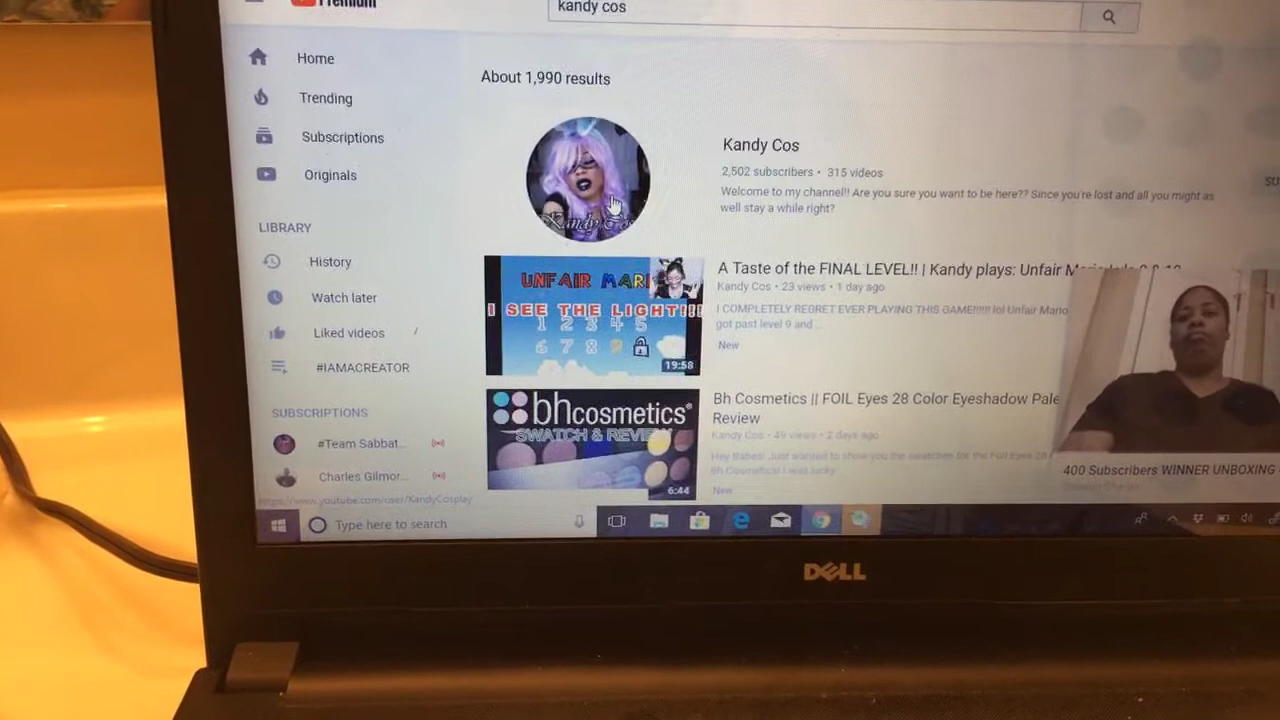 Premium
kandy cos
Home
Trending
Subscriptions
Originals
LIBRARY
History
Watch later
Liked videos
#IAMACREATOR
SUBSCRIPTIONS
#Team Sabbat...
Charles Gilmor...
https://www.youtube.com/user/KandyCosplay
About 1,990 results
Kandy Cos
Kandy Cos
2,502 subscribers • 315 videos
Welcome to my channel!! Are you sure you want to be here?? Since you're lost and all you might as
well stay a while right?
UNFAIR MARI
I SEE THE LIGHT!!!
1 2 3 4 5
6 7 8 9
19:58
A Taste of the FINAL LEVEL!! | Kandy plays: Unfair
Kandy Cos • 23 views • 1 day ago
I COMPLETELY REGRET EVER PLAYING THIS GAME!!!!!! lol Unfair Mario
got past level 9 and ...
New
bhcosmetics®
SWATCH & REVIEW
6:44
Bh Cosmetics || FOIL Eyes 28 Color Eyeshadow Pale
Review
Kandy Cos • 49 views • 2 days ago
Hey Babes! Just wanted to show you the swatches for the Foil Eyes 28
Bh Cosmetics! I was lucky
New
400 Subscribers WINNER UNBOXING
Type here to search
DELL